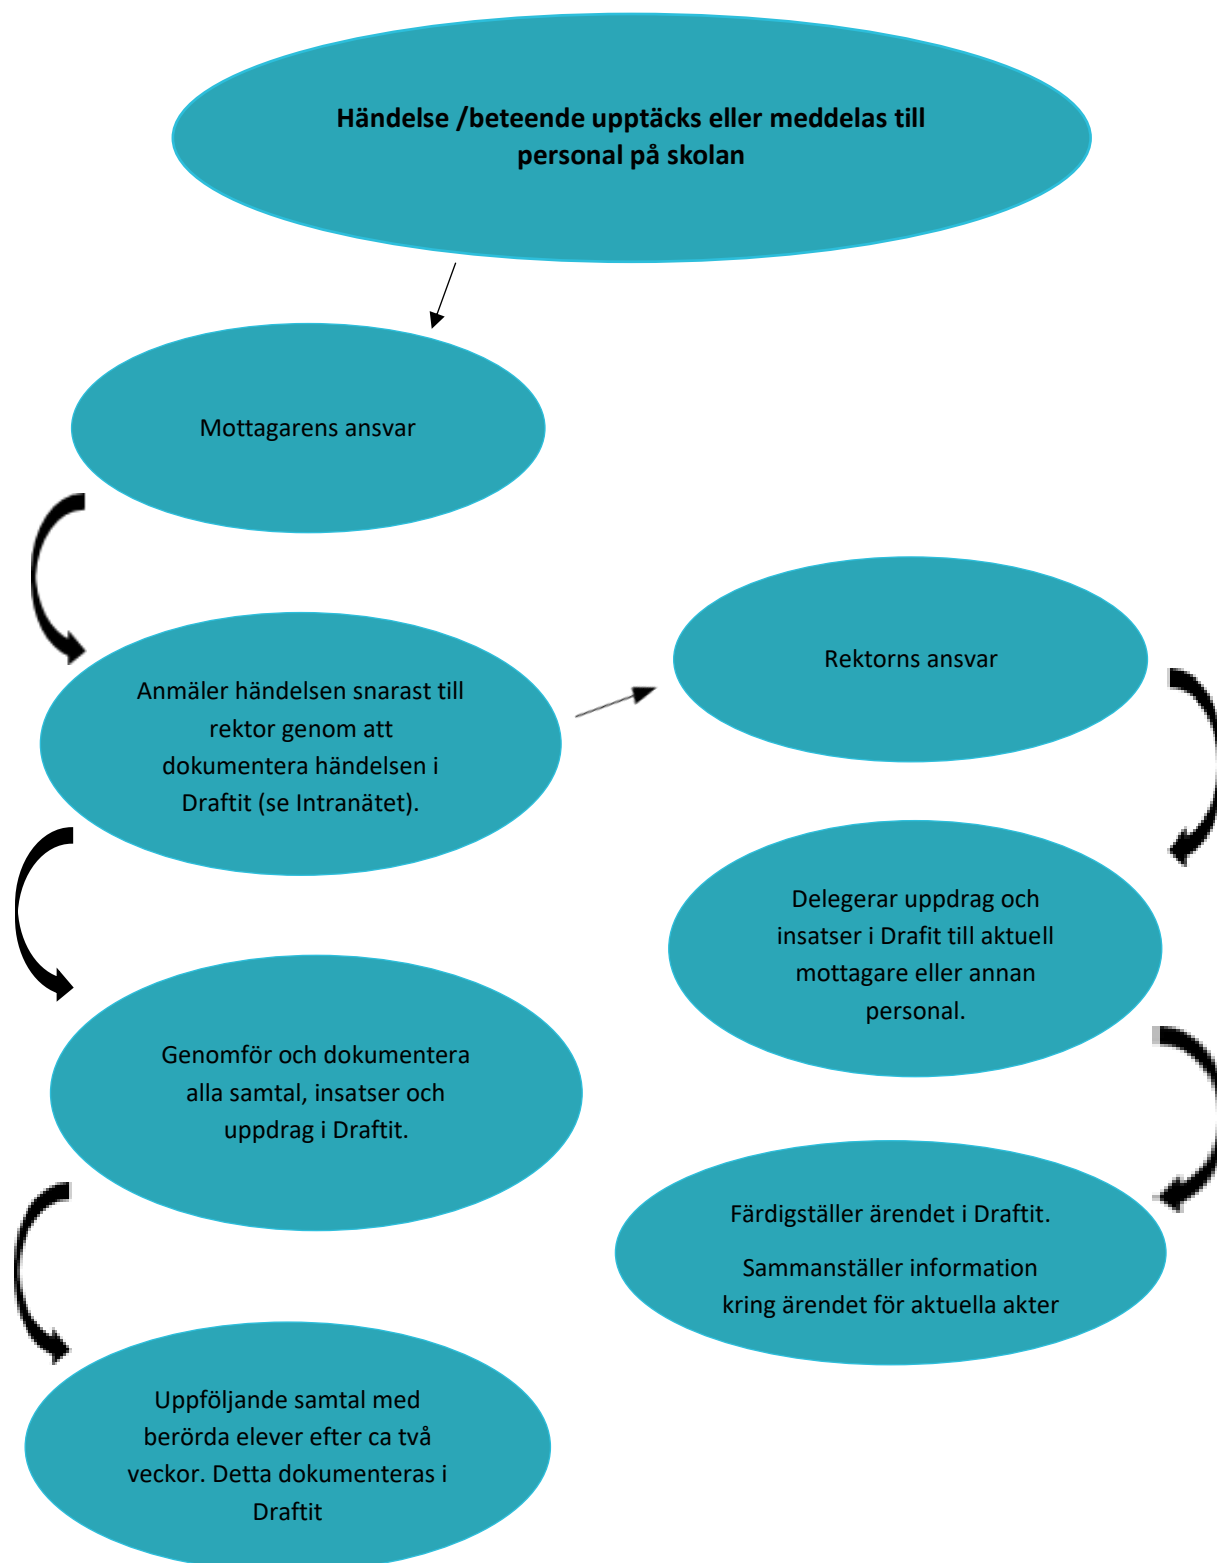 Händelse /beteende upptäcks eller meddelas till
personal på skolan
Mottagarens ansvar
Anmäler händelsen snarast till
rektor genom att
dokumentera händelsen i
Draftit (se Intranätet).
Genomför och dokumentera
alla samtal, insatser och
uppdrag i Draftit.
Uppföljande samtal med
berörda elever efter ca två
veckor. Detta dokumenteras i
Draftit
Rektorns ansvar
Delegerar uppdrag och
insatser i Drafit till aktuell
mottagare eller annan
personal.
Färdigställer ärendet i Draftit.
Sammanställer information
kring ärendet för aktuella akter